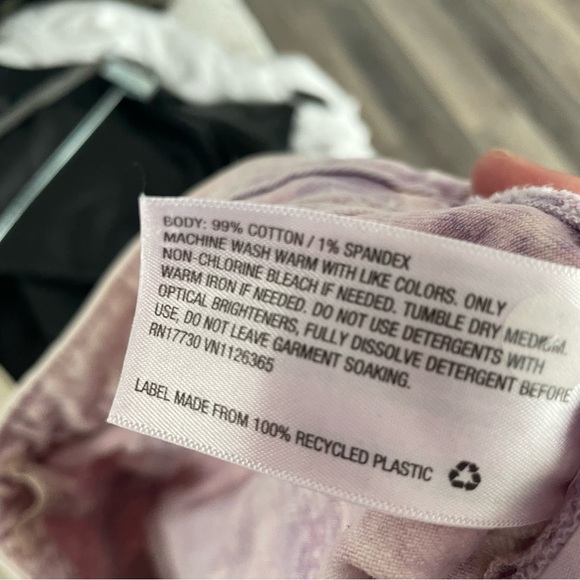 BODY: 99% COTTON / 1% SPANDEX
MACHINE WASH WARM WITH LIKE COLORS. ONLY
NON-CHLORINE BLEACH IF NEEDED. TUMBLE DRY MEDIUM.
WARM IRON IF NEEDED. DO NOT USE DETERGENTS WITH
OPTICAL BRIGHTENERS, FULLY DISSOLVE DETERGENT BEFORE
USE, DO NOT LEAVE GARMENT SOAKING.
RN17730 VN1126365
LABEL MADE FROM 100% RECYCLED PLASTIC